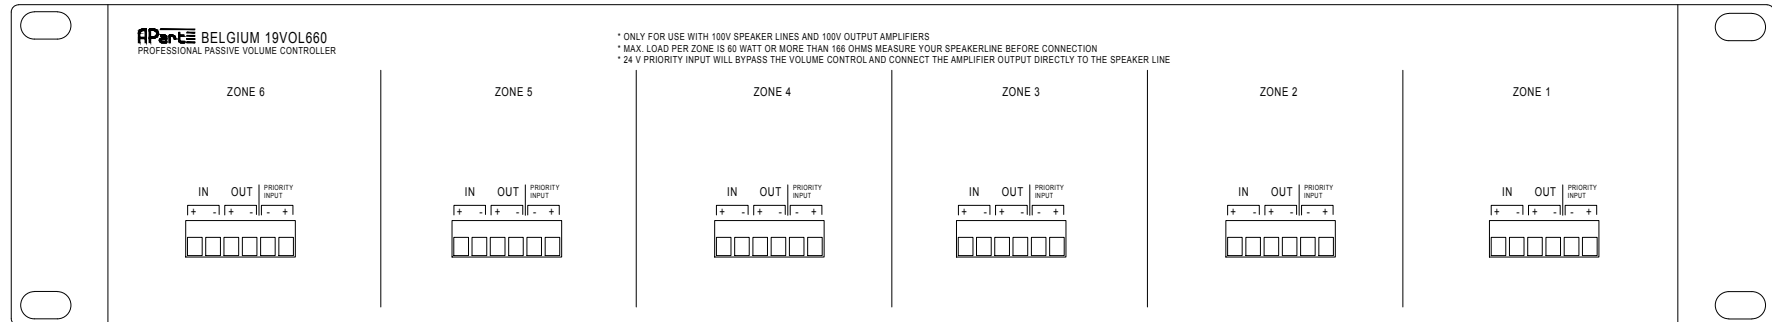 APart BELGIUM 19VOL660
PROFESSIONAL PASSIVE VOLUME CONTROLLER
* ONLY FOR USE WITH 100V SPEAKER LINES AND 100V OUTPUT AMPLIFIERS
* MAX. LOAD PER ZONE IS 60 WATT OR MORE THAN 166 OHMS MEASURE YOUR SPEAKERLINE BEFORE CONNECTION
* 24 V PRIORITY INPUT WILL BYPASS THE VOLUME CONTROL AND CONNECT THE AMPLIFIER OUTPUT DIRECTLY TO THE SPEAKER LINE
ZONE 6
IN OUT PRIORITY
INPUT
+ - + - - +
ZONE 5
IN OUT PRIORITY
INPUT
+ - + - - +
ZONE 4
IN OUT PRIORITY
INPUT
+ - + - - +
ZONE 3
IN OUT PRIORITY
INPUT
+ - + - - +
ZONE 2
IN OUT PRIORITY
INPUT
+ - + - - +
ZONE 1
IN OUT PRIORITY
INPUT
+ - + - - +